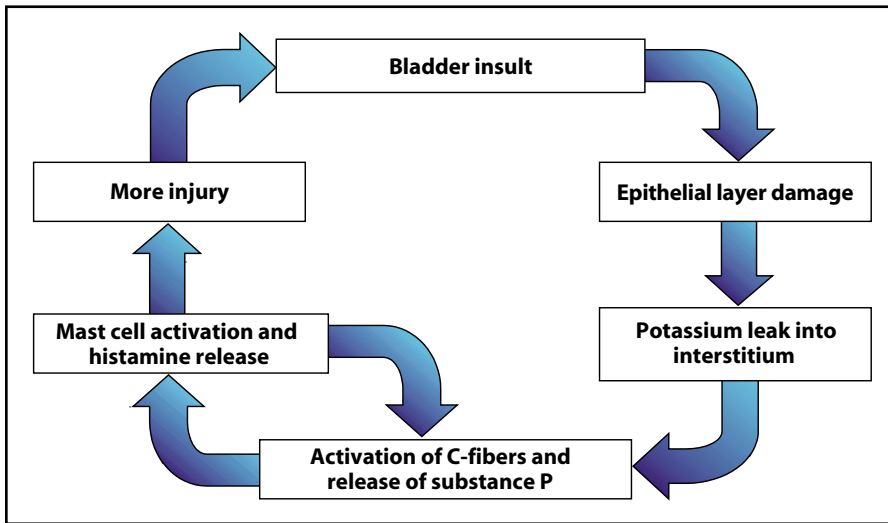 Bladder insult
Epithelial layer damage
Potassium leak into
interstitium
Activation of C-fibers and
release of substance P
Mast cell activation and
histamine release
More injury